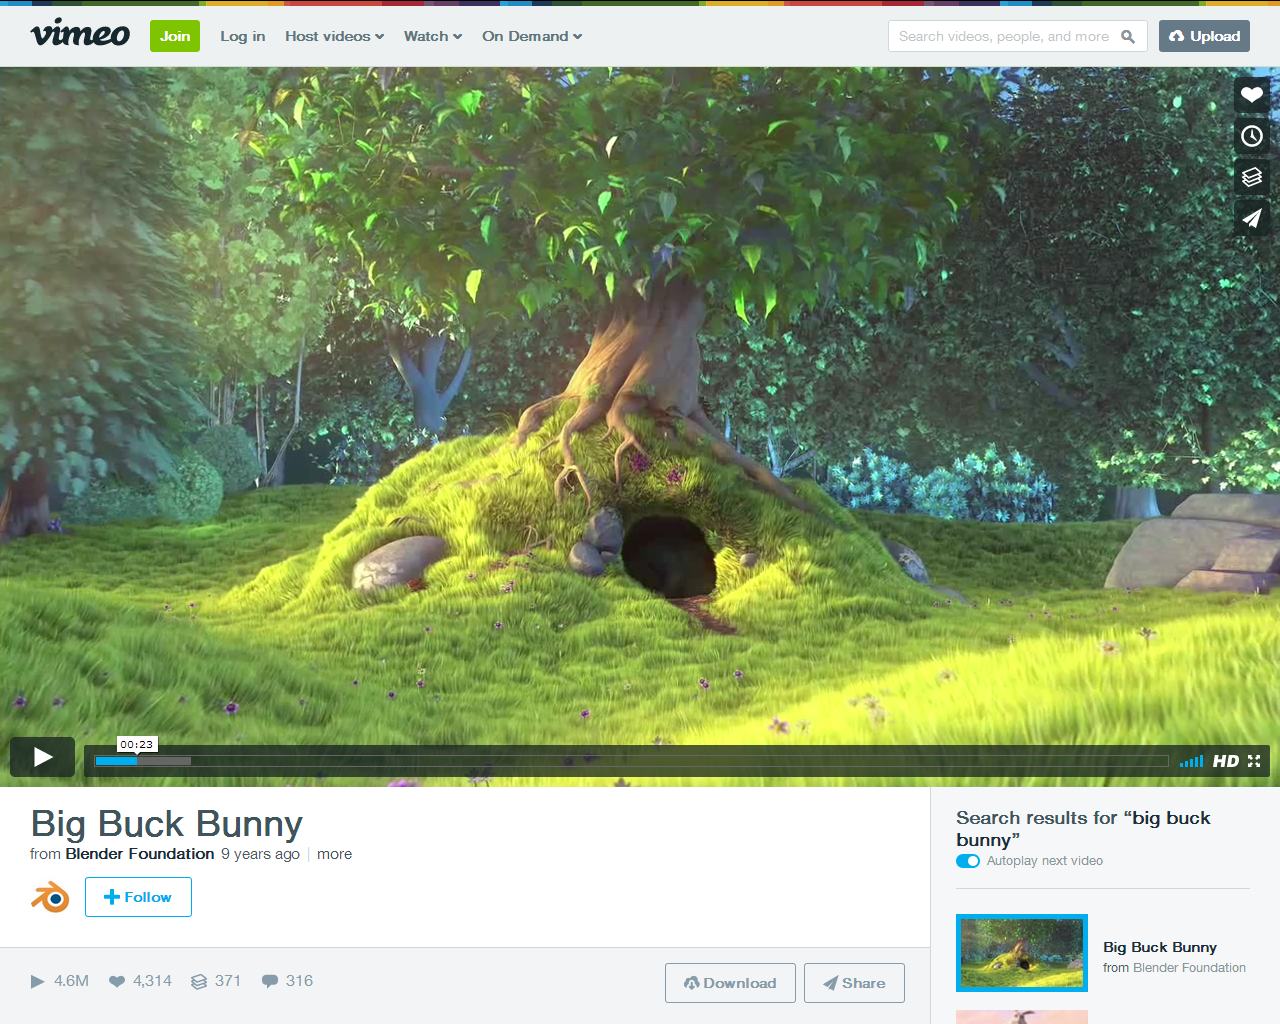 vimeo Join Log in Host videos Watch On Demand Search videos, people, and more Upload
00:23
HD
Big Buck Bunny
from Blender Foundation 9 years ago more
Follow
4.6M 4,314 371 316
Download Share
Search results for “big buck
bunny”
Autoplay next video
Big Buck Bunny
from Blender Foundation